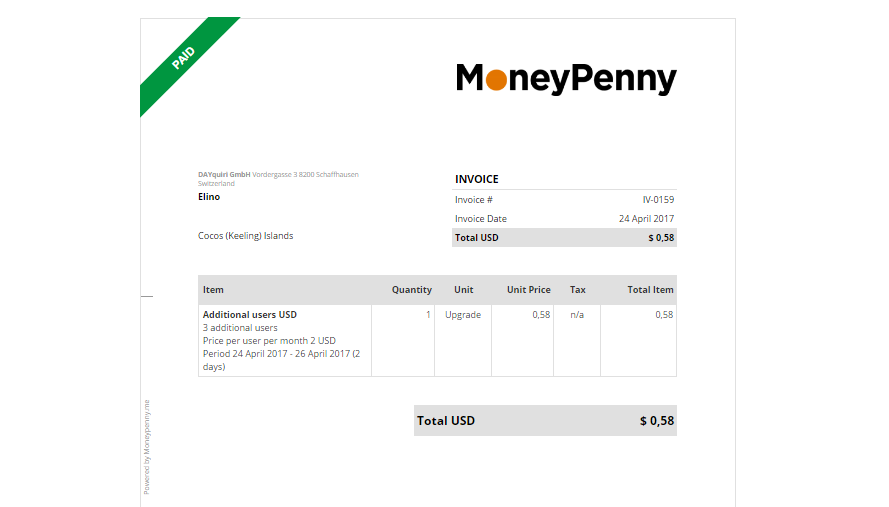 PAID
MoneyPenny
DAYquiri GmbH Vordergasse 3 8200 Schaffhausen
Switzerland
Elino
Cocos (Keeling) Islands
INVOICE
Invoice # IV-0159
Invoice Date 24 April 2017
Total USD $ 0,58
Item Quantity Unit Unit Price Tax Total Item
Additional users USD 1 Upgrade 0,58 n/a 0,58
3 additional users
Price per user per month 2 USD
Period 24 April 2017 - 26 April 2017 (2
days)
Total USD $ 0,58
Powered by Moneypenny.me